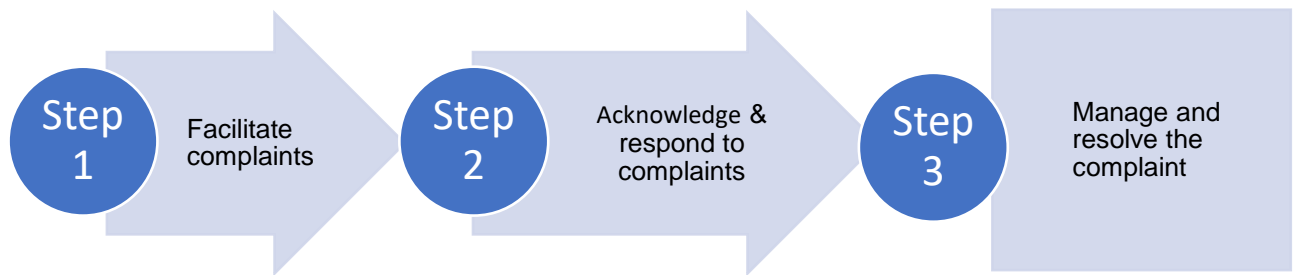 Step
1
Facilitate
complaints
Step
2
Acknowledge &
respond to
complaints
Step
3
Manage and
resolve the
complaint